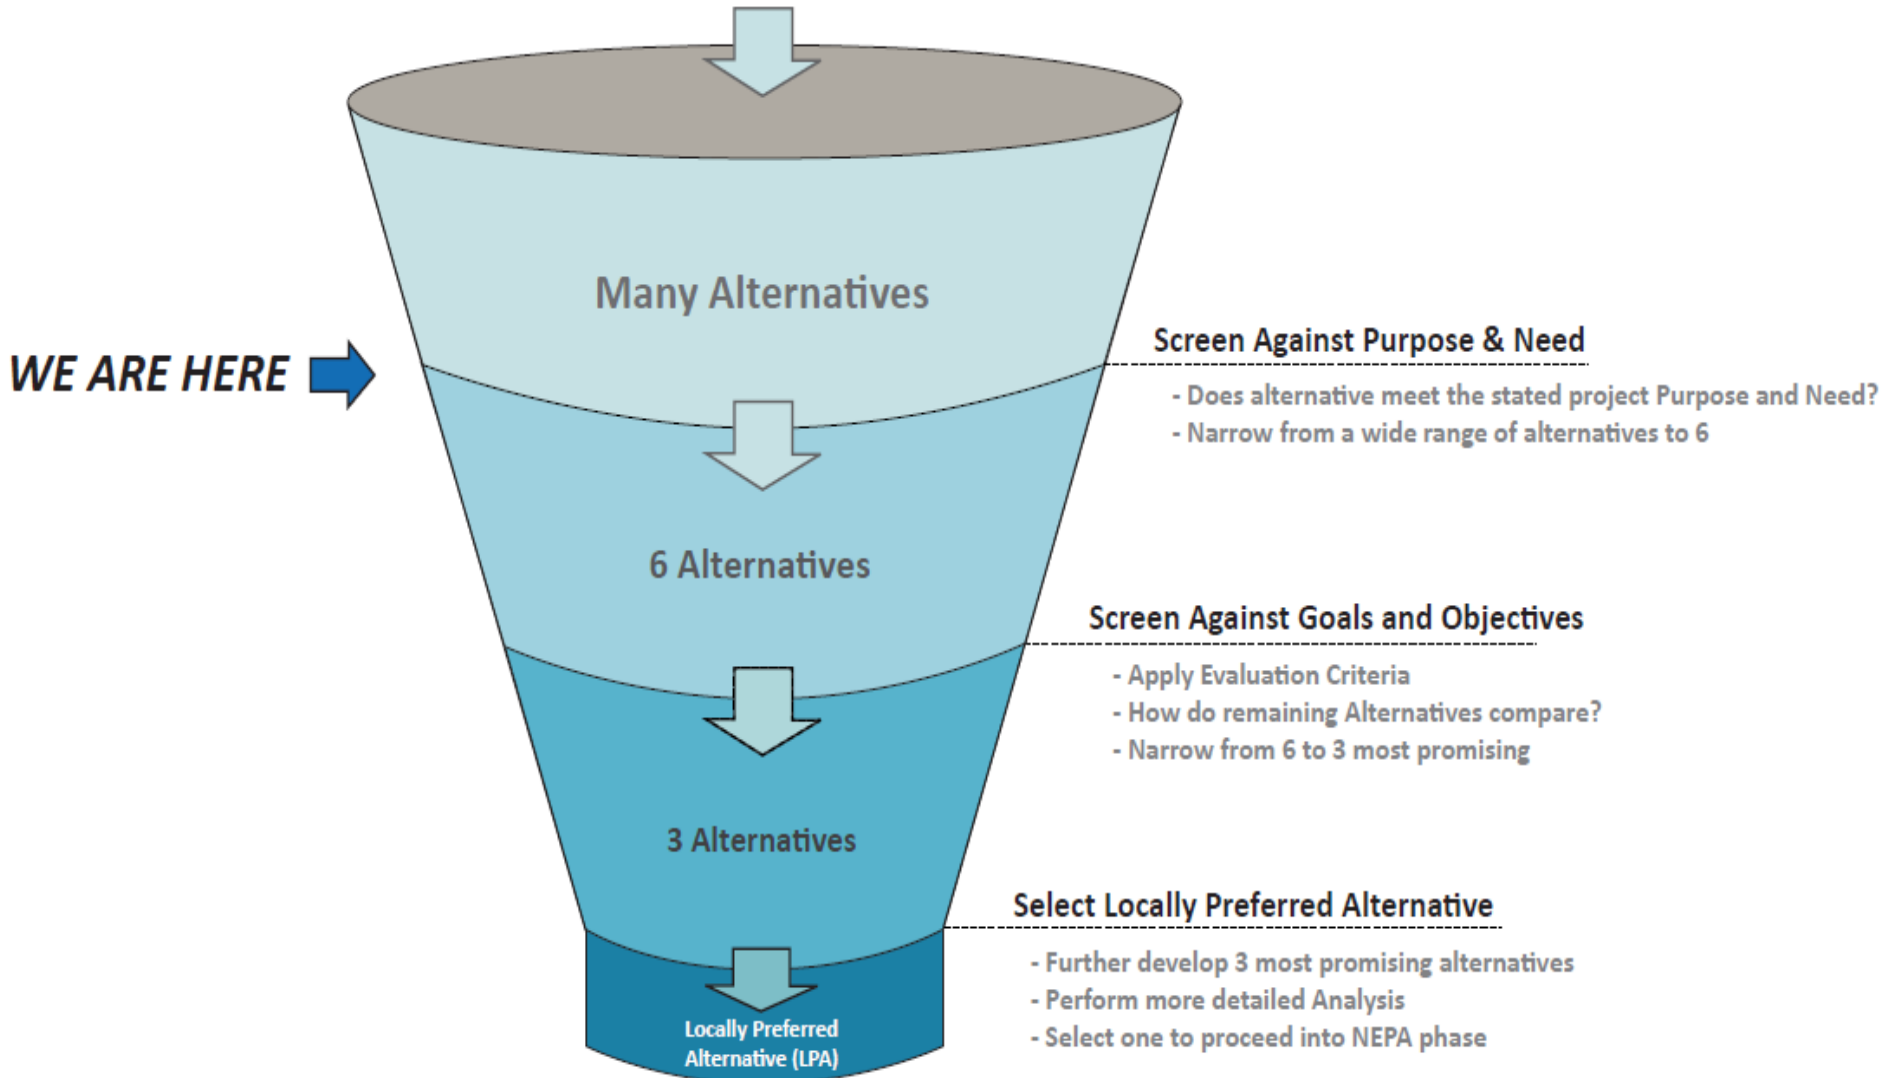 Many Alternatives
WE ARE HERE
Screen Against Purpose & Need
- Does alternative meet the stated project Purpose and Need?
- Narrow from a wide range of alternatives to 6
6 Alternatives
Screen Against Goals and Objectives
- Apply Evaluation Criteria
- How do remaining Alternatives compare?
- Narrow from 6 to 3 most promising
3 Alternatives
Select Locally Preferred Alternative
- Further develop 3 most promising alternatives
- Perform more detailed Analysis
- Select one to proceed into NEPA phase
Locally Preferred
Alternative (LPA)